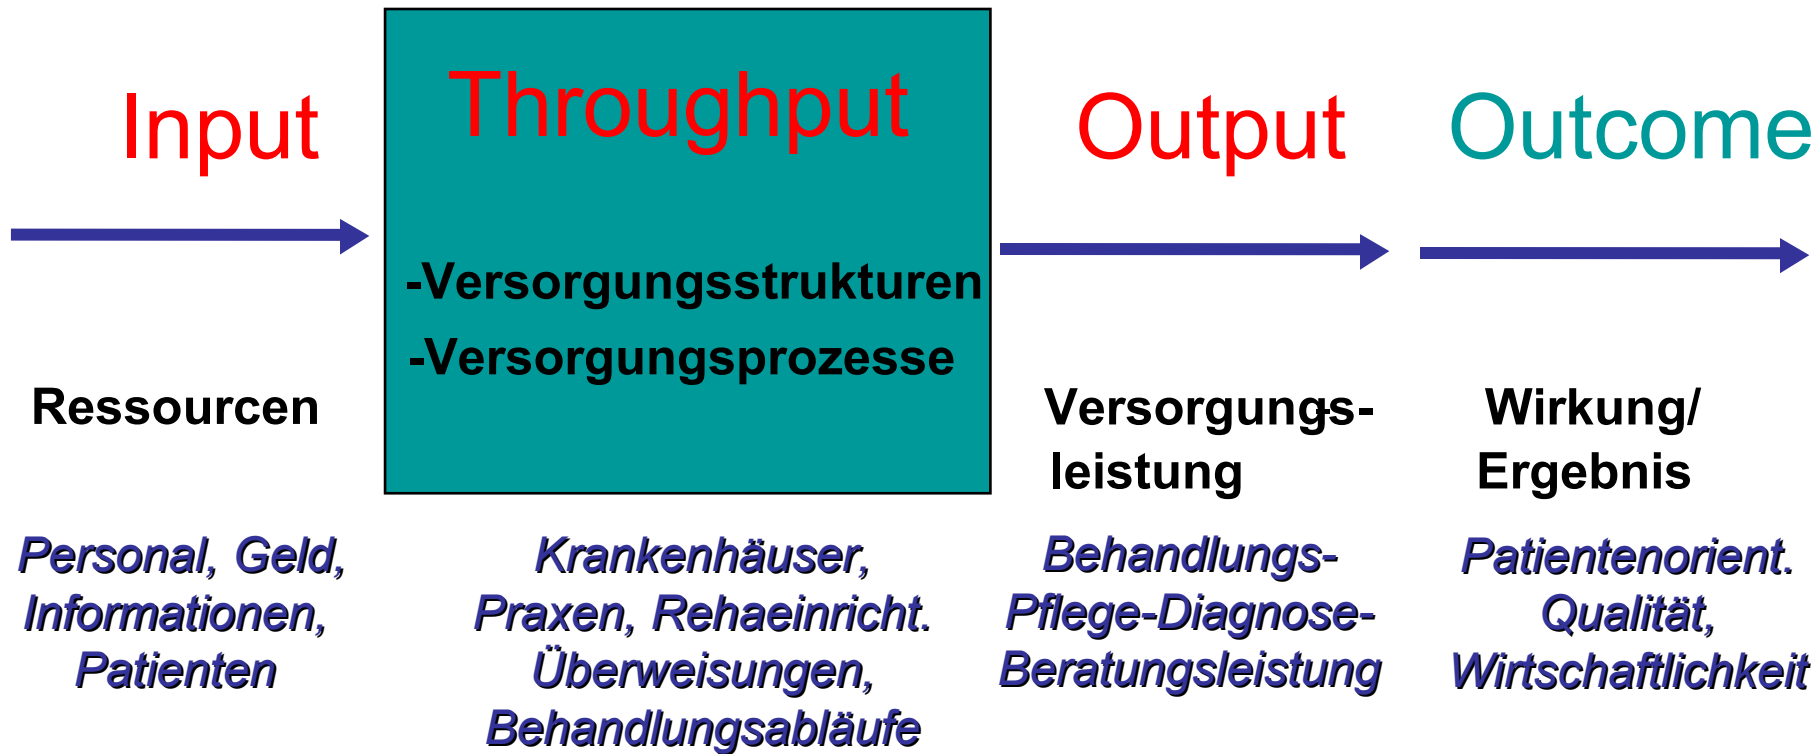 Input
Throughput
Output
Outcome
-Versorgungsstrukturen
-Versorgungsprozesse
Ressourcen
Versorgungs-
leistung
Wirkung/
Ergebnis
Personal, Geld,
Informationen,
Patienten
Krankenhäuser,
Praxen, Rehaeinricht.
Überweisungen,
Behandlungsabläufe
Behandlungs-
Pflege-Diagnose-
Beratungsleistung
Patientenorient.
Qualität,
Wirtschaftlichkeit